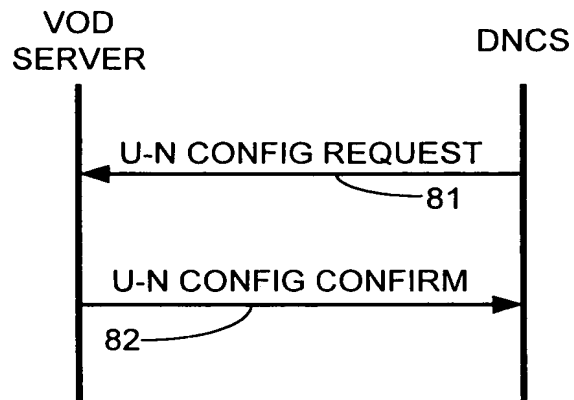 VOD
SERVER
DNCS
U-N CONFIG REQUEST
81
U-N CONFIG CONFIRM
82